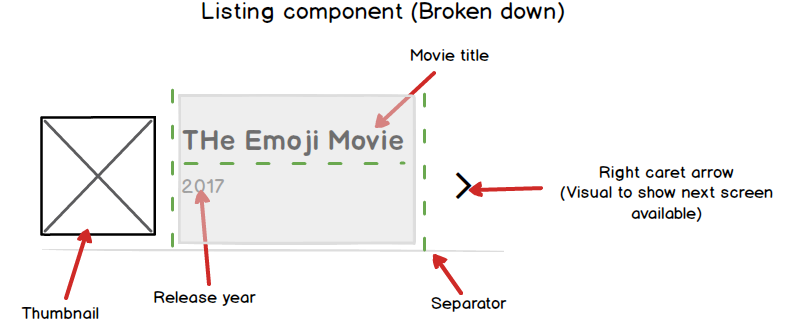 Listing component (Broken down)
Movie title
THe Emoji Movie
2017
Right caret arrow
(Visual to show next screen
available)
Release year
Separator
Thumbnail